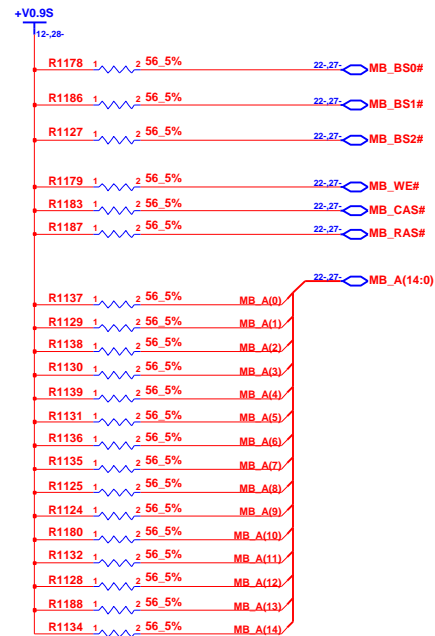 +V0.9S
12-,28-
R1178 1 2 56_5% 22-,27- MB_BS0#
R1186 1 2 56_5% 22-,27- MB_BS1#
R1127 1 2 56_5% 22-,27- MB_BS2#
R1179 1 2 56_5% 22-,27- MB_WE#
R1183 1 2 56_5% 22-,27- MB_CAS#
R1187 1 2 56_5% 22-,27- MB_RAS#
22-,27- MB_A(14:0)
R1137 1 2 56_5% MB_A(0)
R1129 1 2 56_5% MB_A(1)
R1138 1 2 56_5% MB_A(2)
R1130 1 2 56_5% MB_A(3)
R1139 1 2 56_5% MB_A(4)
R1131 1 2 56_5% MB_A(5)
R1136 1 2 56_5% MB_A(6)
R1135 1 2 56_5% MB_A(7)
R1125 1 2 56_5% MB_A(8)
R1124 1 2 56_5% MB_A(9)
R1180 1 2 56_5% MB_A(10)
R1132 1 2 56_5% MB_A(11)
R1128 1 2 56_5% MB_A(12)
R1188 1 2 56_5% MB_A(13)
R1134 1 2 56_5% MB_A(14)